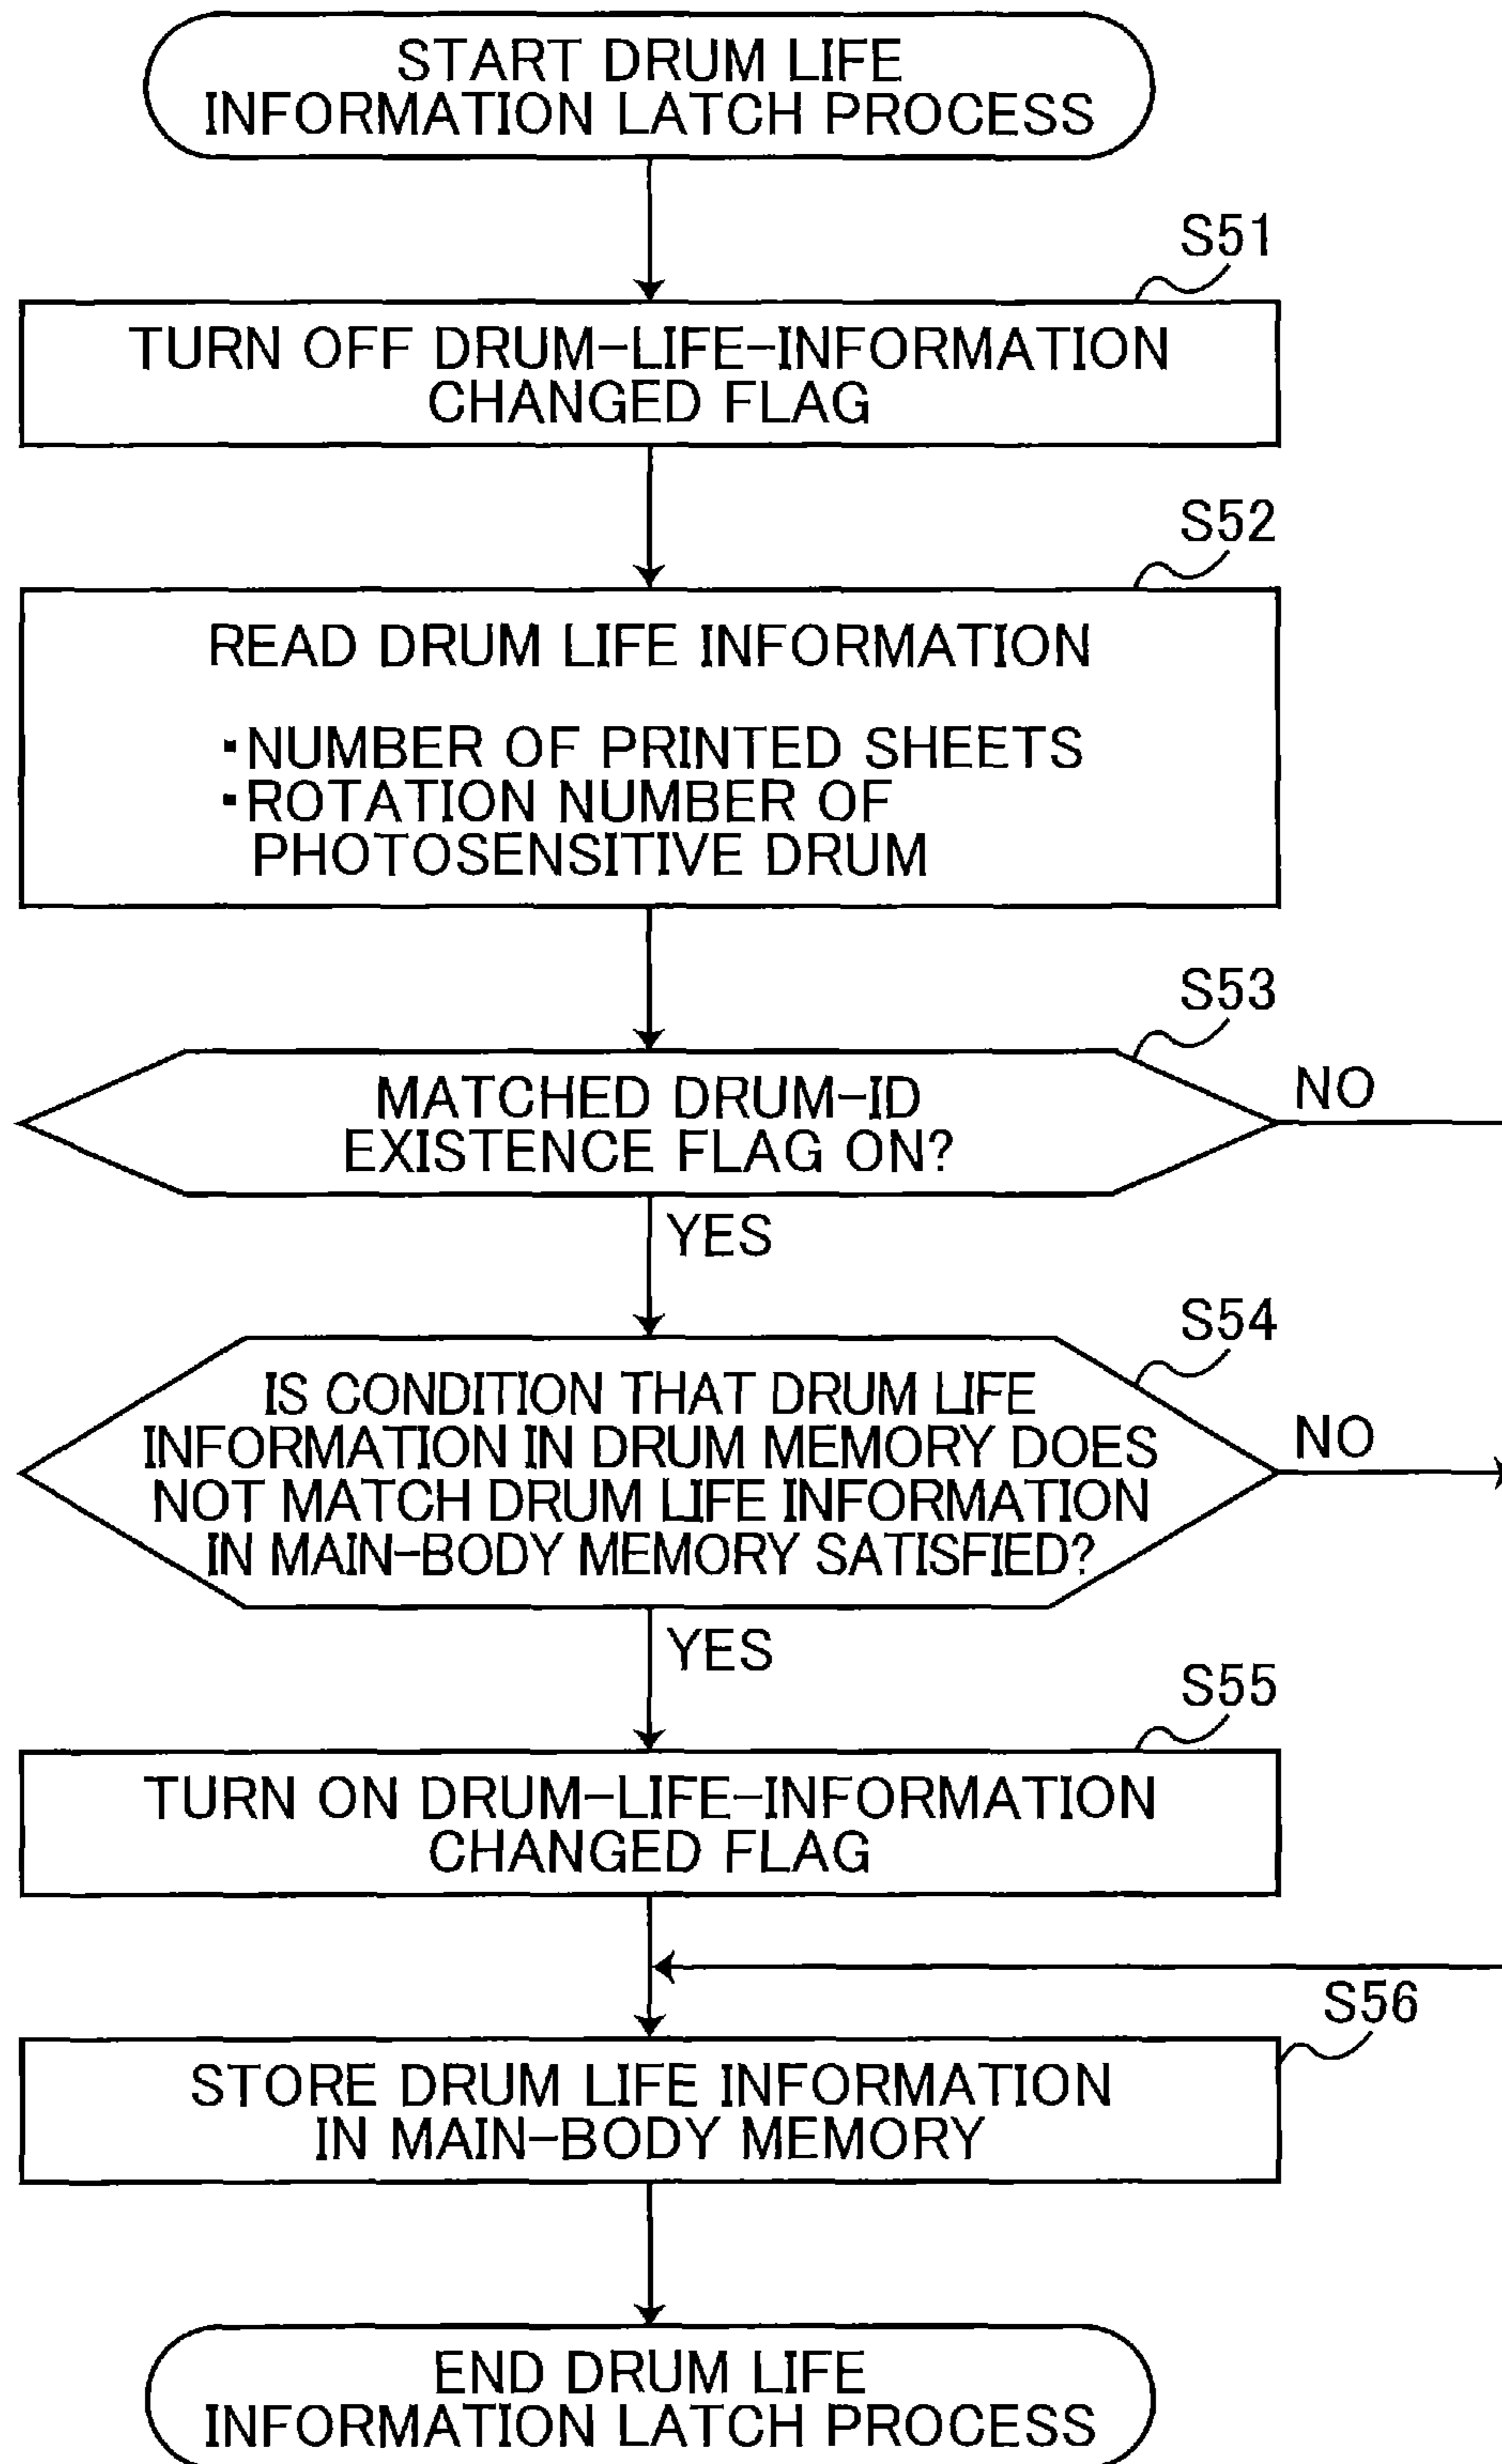 START DRUM LIFE
INFORMATION LATCH PROCESS
S51
TURN OFF DRUM-LIFE-INFORMATION
CHANGED FLAG
S52
READ DRUM LIFE INFORMATION
▪NUMBER OF PRINTED SHEETS
▪ROTATION NUMBER OF
PHOTOSENSITIVE DRUM
S53
MATCHED DRUM-ID
EXISTENCE FLAG ON?
NO
YES
S54
IS CONDITION THAT DRUM LIFE
INFORMATION IN DRUM MEMORY DOES
NOT MATCH DRUM LIFE INFORMATION
IN MAIN-BODY MEMORY SATISFIED?
NO
YES
S55
TURN ON DRUM-LIFE-INFORMATION
CHANGED FLAG
S56
STORE DRUM LIFE INFORMATION
IN MAIN-BODY MEMORY
END DRUM LIFE
INFORMATION LATCH PROCESS